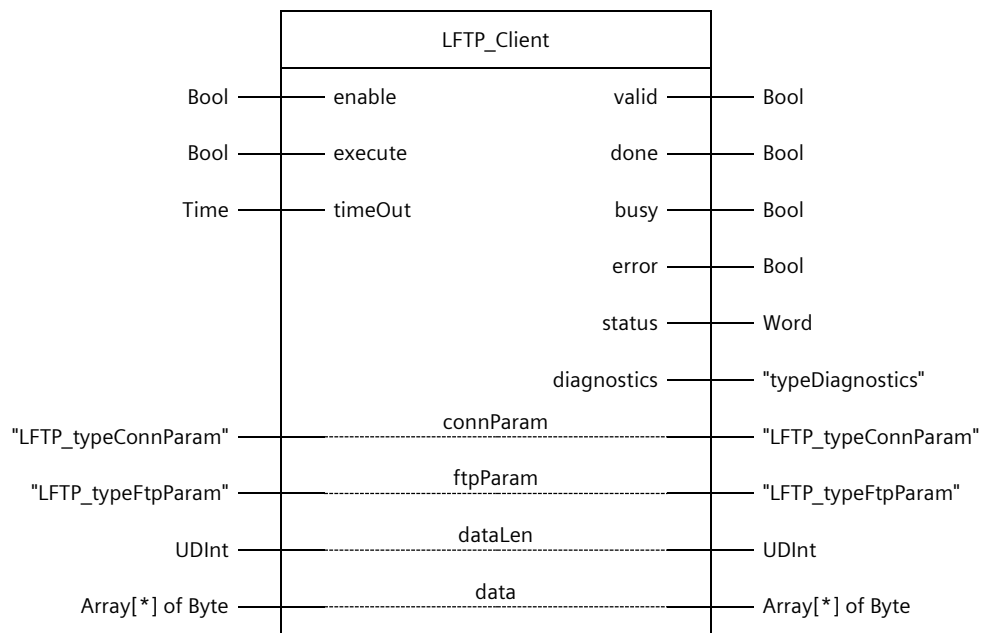 LFTP_Client
Bool enable valid Bool
Bool execute done Bool
Time timeOut busy Bool
error Bool
status Word
diagnostics "typeDiagnostics"
"LFTP_typeConnParam" connParam "LFTP_typeConnParam"
"LFTP_typeFtpParam" ftpParam "LFTP_typeFtpParam"
UDInt dataLen UDInt
Array[*] of Byte data Array[*] of Byte